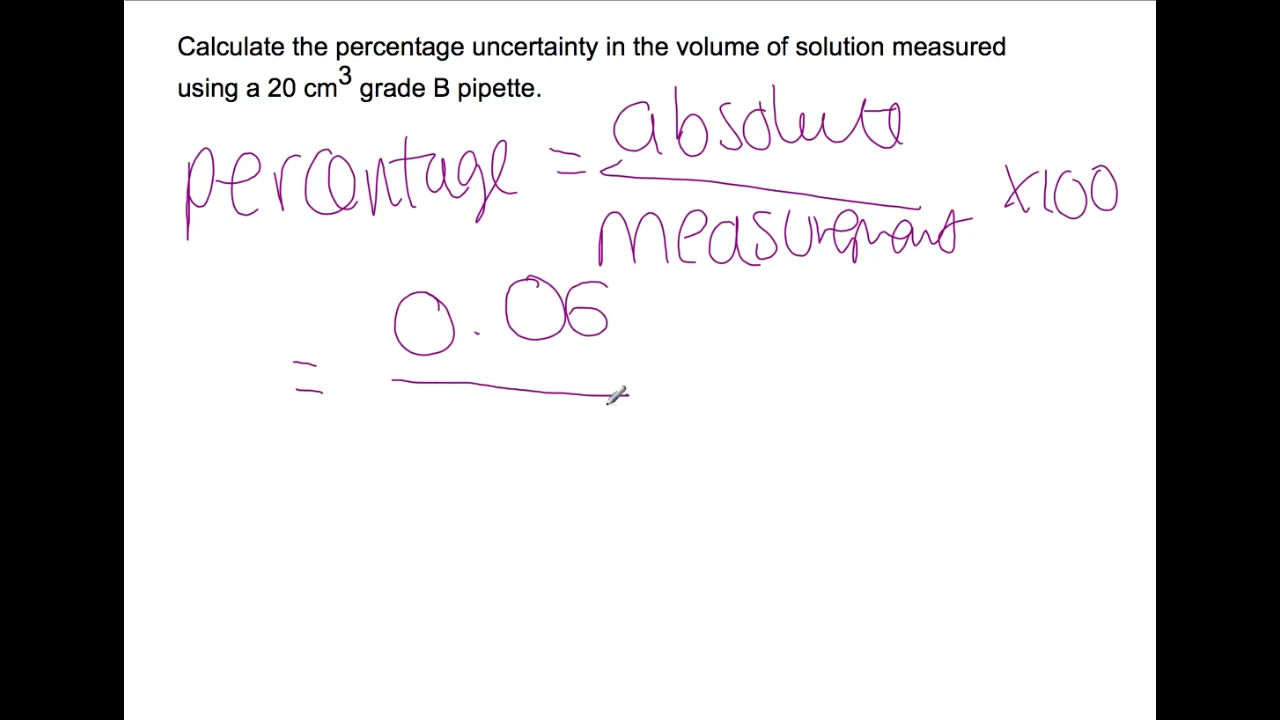 Calculate the percentage uncertainty in the volume of solution measured
using a 20 cm³ grade B pipette.
percentage = absolute
measurement ×100
= 0.06